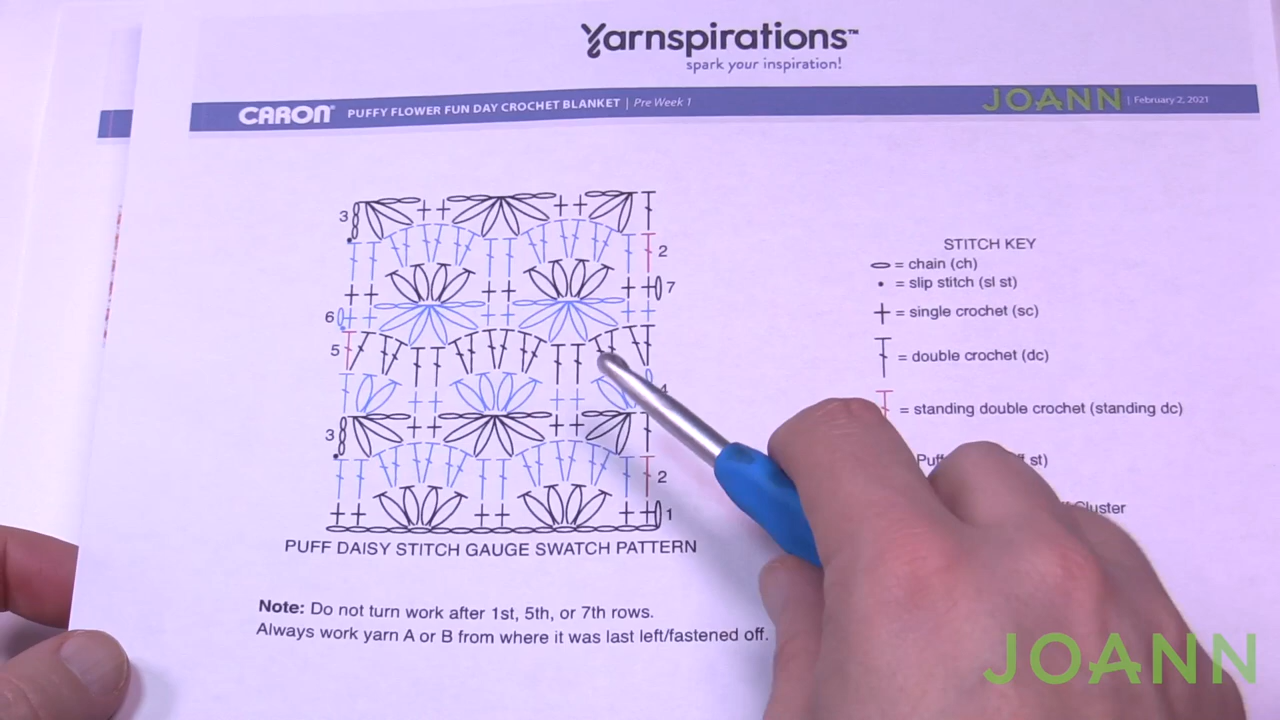 Yarnspirations™
spark your inspiration!
CARON® PUFFY FLOWER FUN DAY CROCHET BLANKET | Pre Week 1 JOANN | February 2, 2021
3
2
7
6
5
3
2
1
STITCH KEY
= chain (ch)
= slip stitch (sl st)
= single crochet (sc)
= double crochet (dc)
= standing double crochet (standing dc)
st)
Cluster
PUFF DAISY STITCH GAUGE SWATCH PATTERN
Note: Do not turn work after 1st, 5th, or 7th rows.
Always work yarn A or B from where it was last left/fastened off.
JOANN